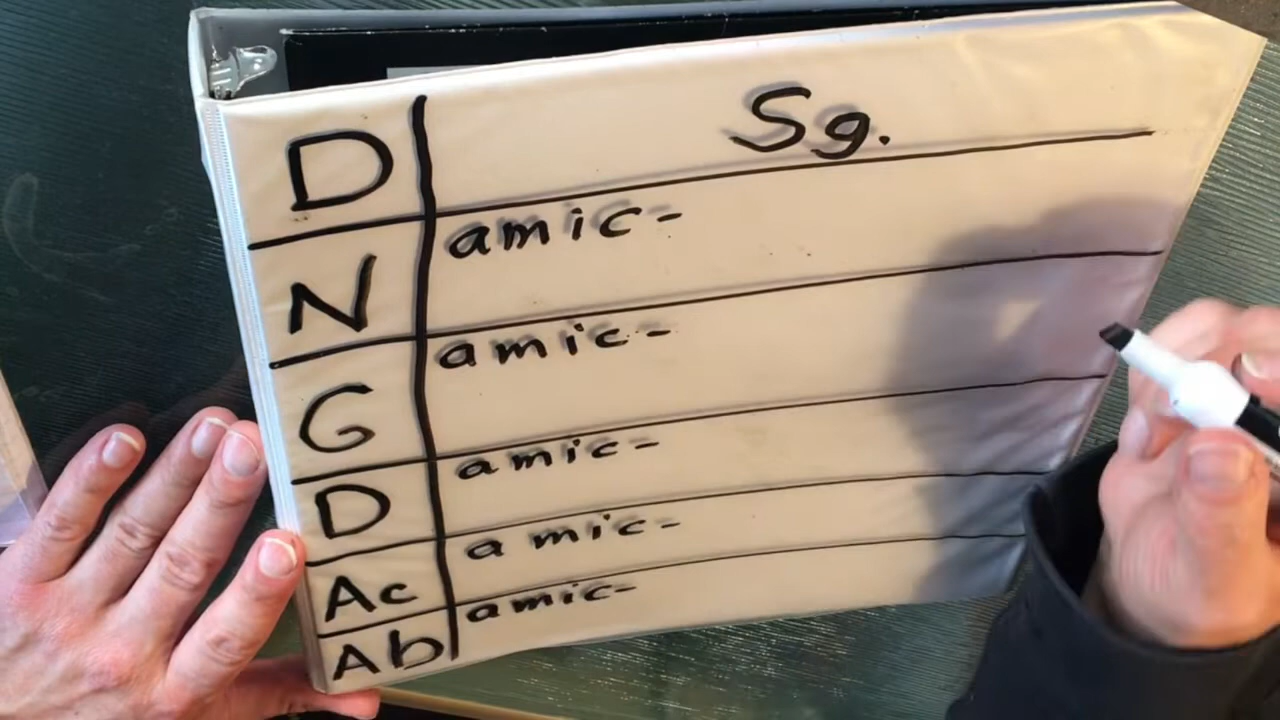 D Sg.
N amic-
G amic-
D amic-
Ac amic-
Ab amic-